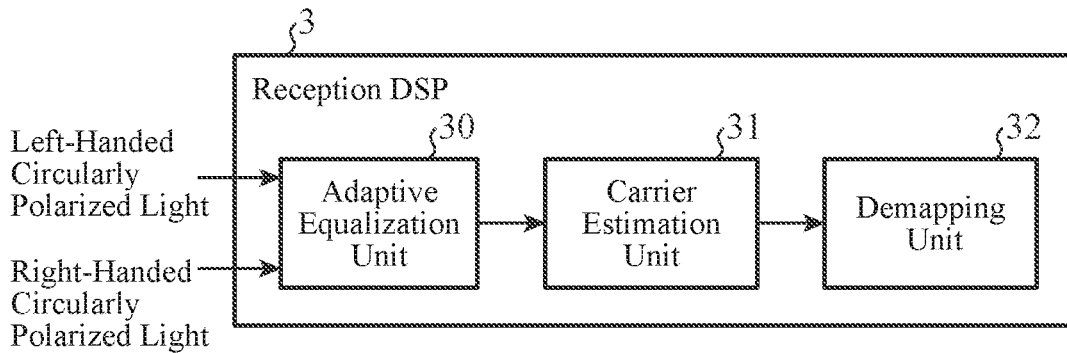 3
Reception DSP
Left-Handed
Circularly
Polarized Light
Right-Handed
Circularly
Polarized Light
30
Adaptive
Equalization
Unit
31
Carrier
Estimation
Unit
32
Demapping
Unit